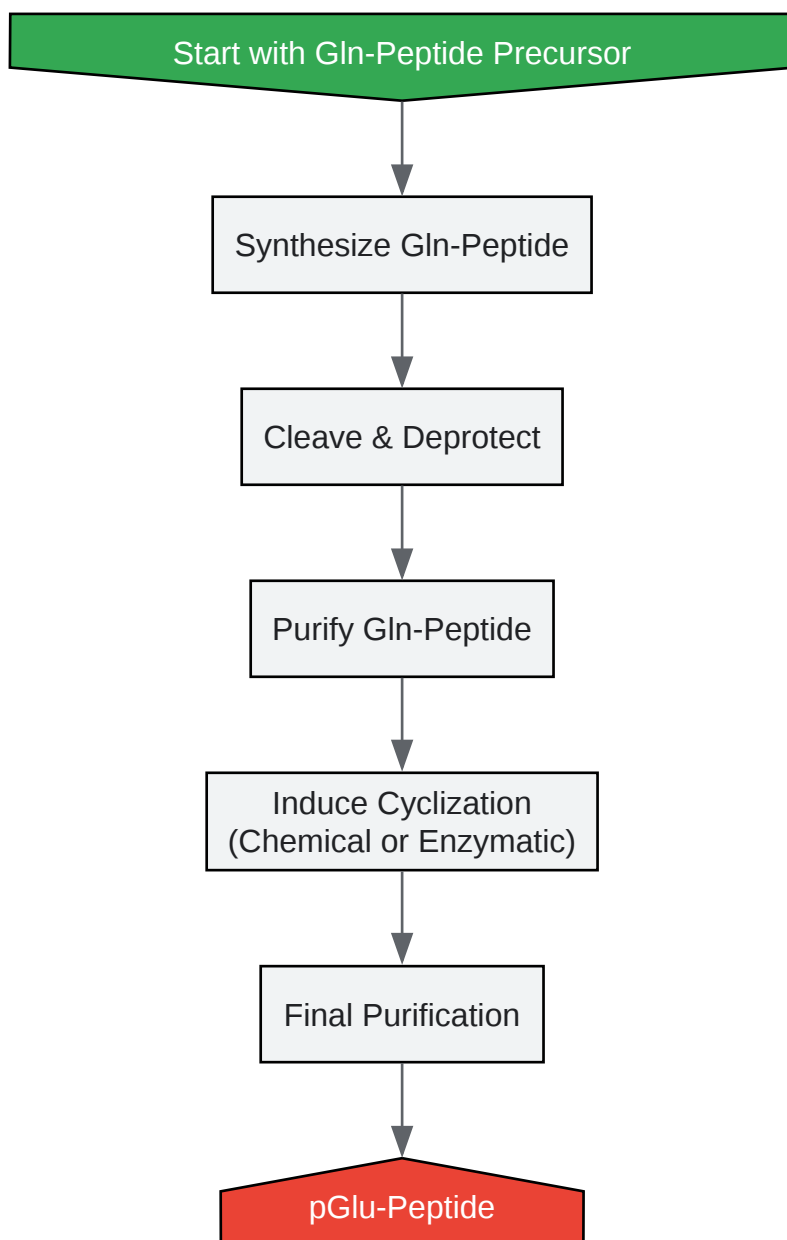 Start with Gln-Peptide Precursor
Synthesize Gln-Peptide
Cleave & Deprotect
Purify Gln-Peptide
Induce Cyclization
(Chemical or Enzymatic)
Final Purification
pGlu-Peptide